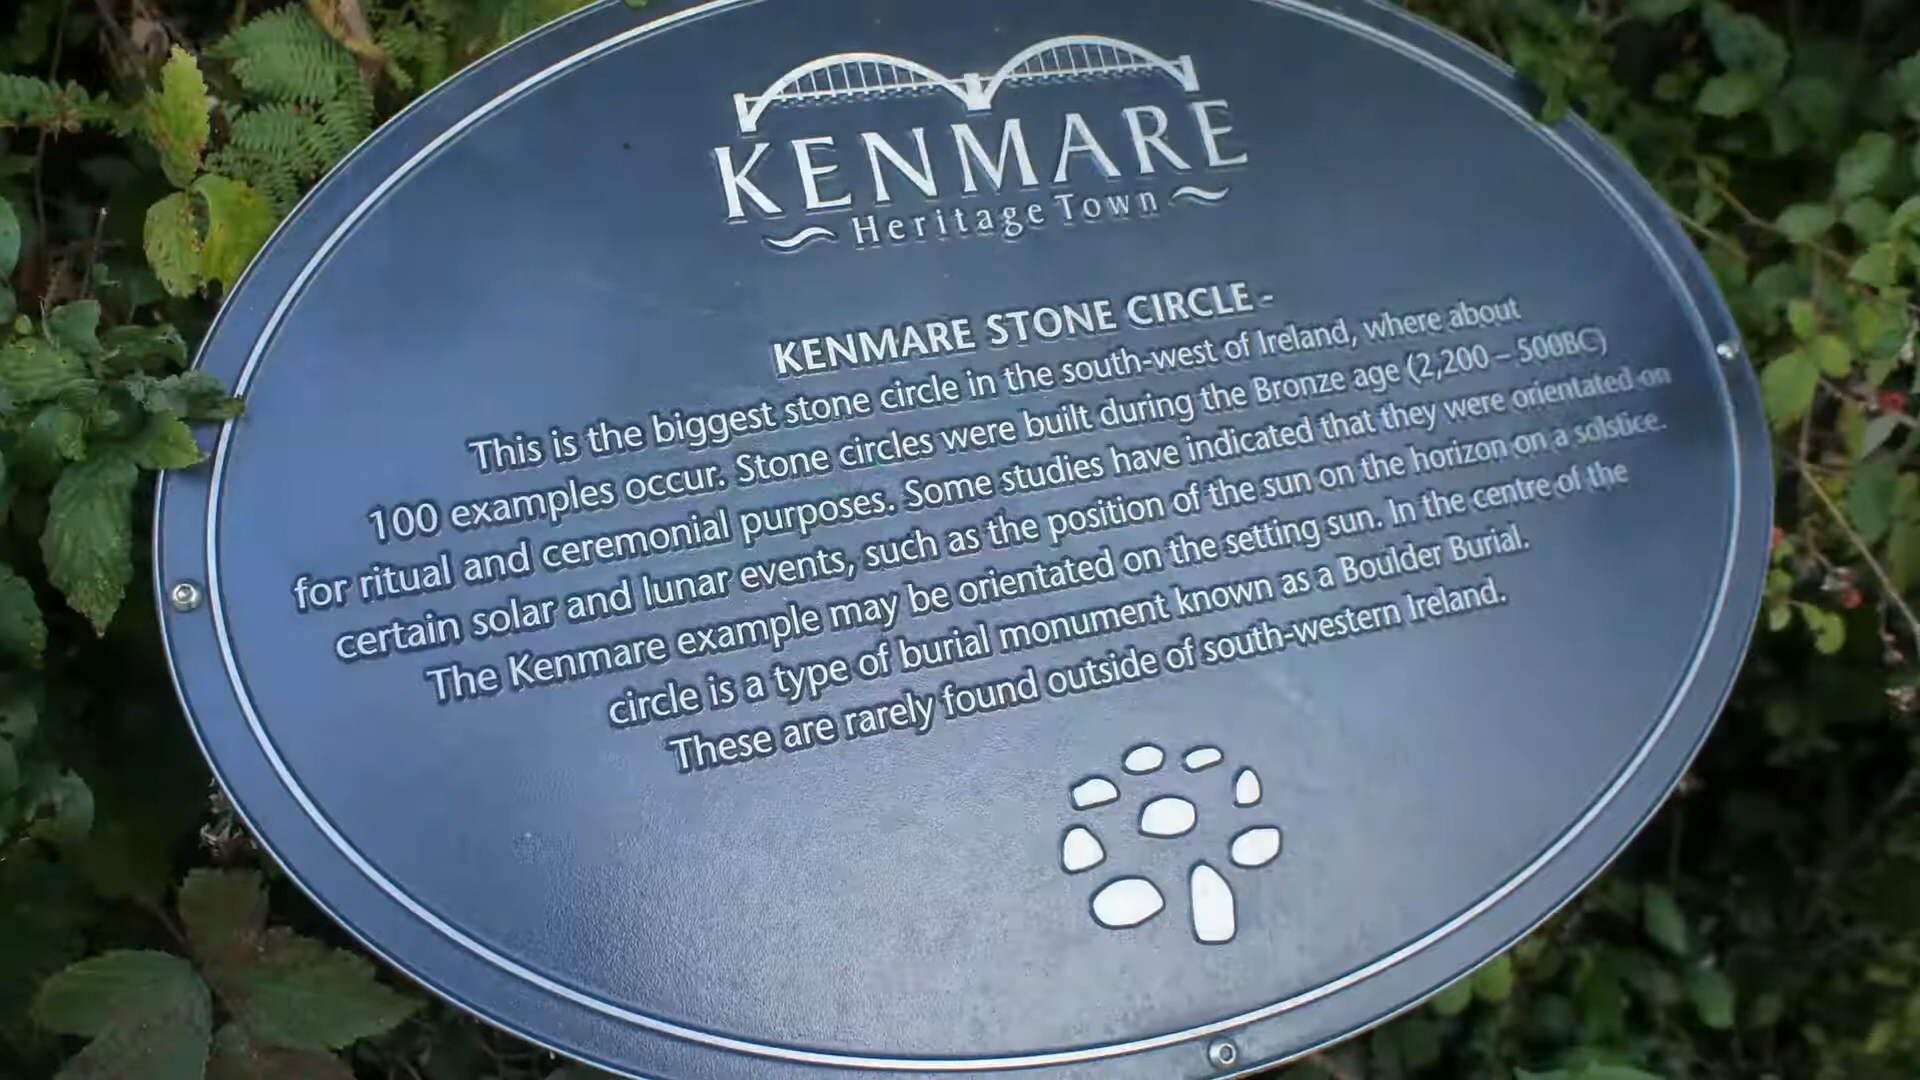 KENMARE
Heritage Town
KENMARE STONE CIRCLE -
This is the biggest stone circle in the south-west of Ireland, where about
100 examples occur. Stone circles were built during the Bronze age (2,200 – 500BC)
for ritual and ceremonial purposes. Some studies have indicated that they were orientated on
certain solar and lunar events, such as the position of the sun on the horizon on a solstice.
The Kenmare example may be orientated on the setting sun. In the centre of the
circle is a type of burial monument known as a Boulder Burial.
These are rarely found outside of south-western Ireland.